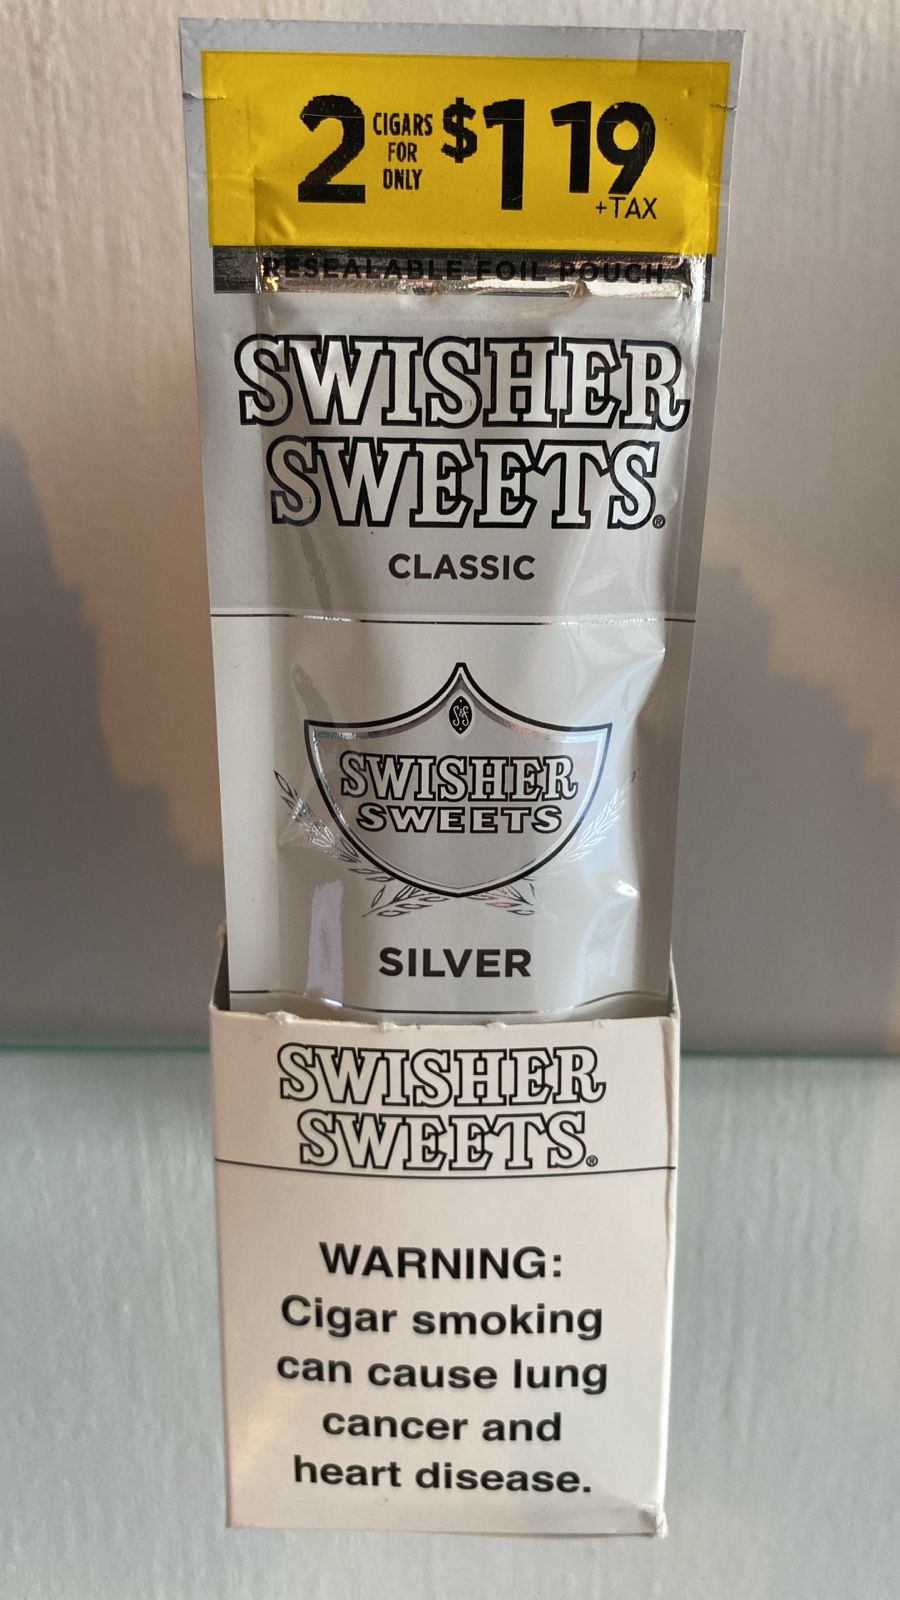 2 CIGARS FOR ONLY $1 19
+TAX
RESEALABLE FOIL POUCH
SWISHER
SWEETS®
CLASSIC
S&S
SWISHER
SWEETS
SILVER
SWISHER
SWEETS®
WARNING:
Cigar smoking
can cause lung
cancer and
heart disease.